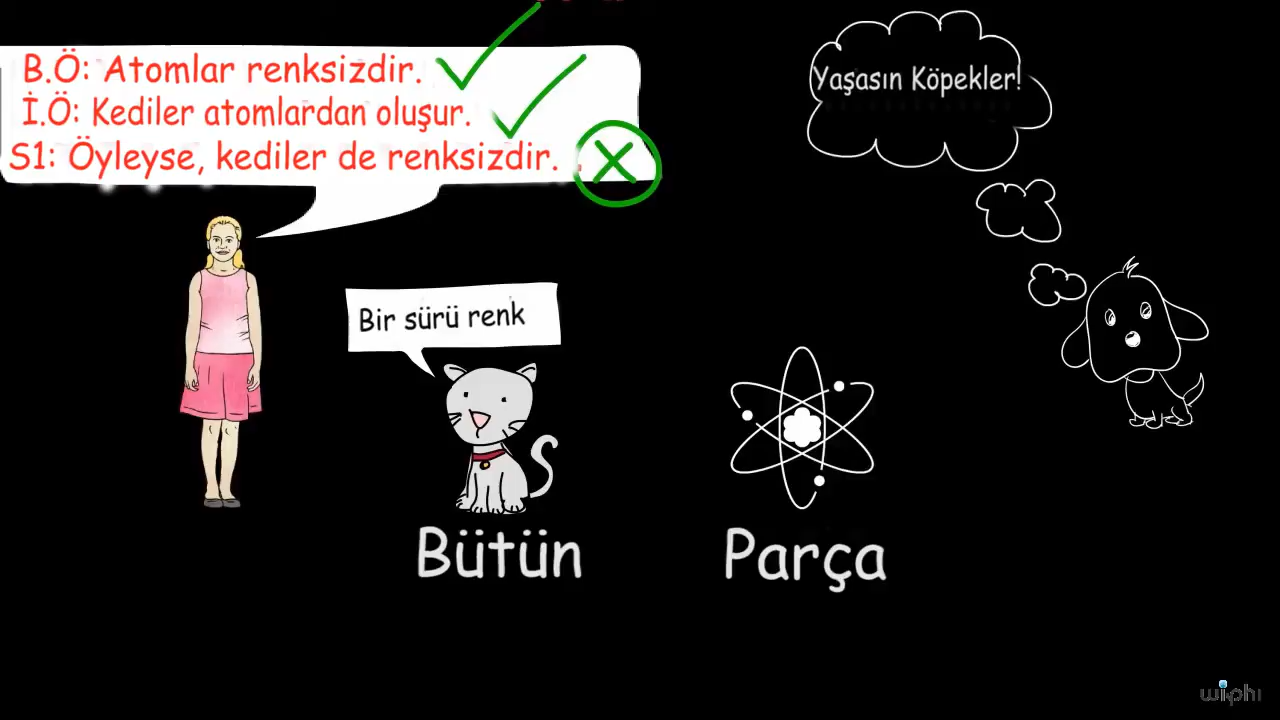 B.Ö: Atomlar renksizdir.
İ.Ö: Kediler atomlardan oluşur.
S1: Öyleyse, kediler de renksizdir.
Yaşasın Köpekler!
Bir sürü renk
Bütün
Parça
wiphi